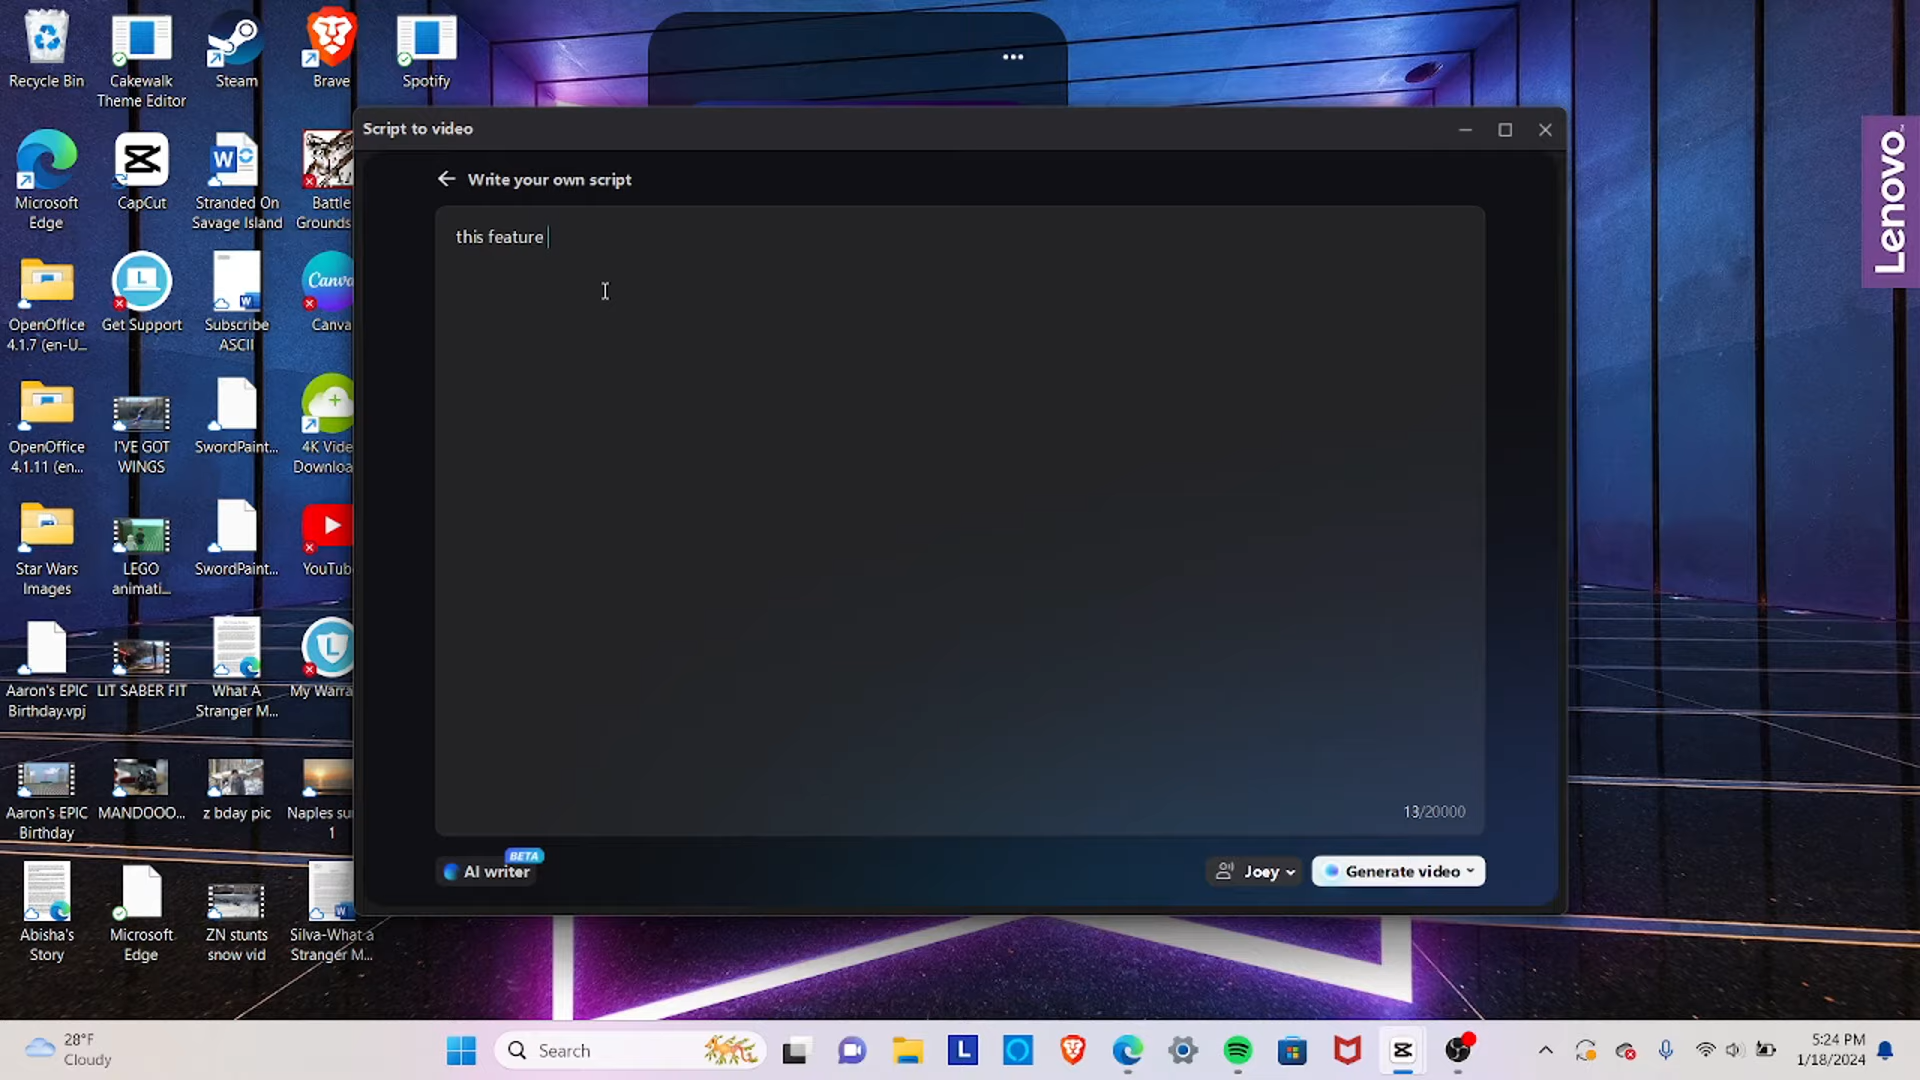 Recycle Bin
Cakewalk
Theme Editor
Steam
Brave
Spotify
Microsoft
Edge
CapCut
Stranded On
Savage Island
Battle
Grounds
OpenOffice
4.1.7 (en-U...
Get Support
Subscribe
ASCII
Canva
OpenOffice
4.1.11 (en...
I'VE GOT
WINGS
SwordPaint...
4K Vide
Downloa
Star Wars
Images
LEGO
animati...
SwordPaint...
YouTub
Aaron's EPIC
Birthday.vpj
LIT SABER FIT
What A
Stranger M...
My Warra
Aaron's EPIC
Birthday
MANDOOO...
z bday pic
Naples su
1
Abisha's
Story
Microsoft
Edge
ZN stunts
snow vid
Silva-What a
Stranger M...
Script to video
Write your own script
this feature
13/20000
AI writer
BETA
Joey
Generate video
Lenovo
28°F
Cloudy
Search
5:24 PM
1/18/2024